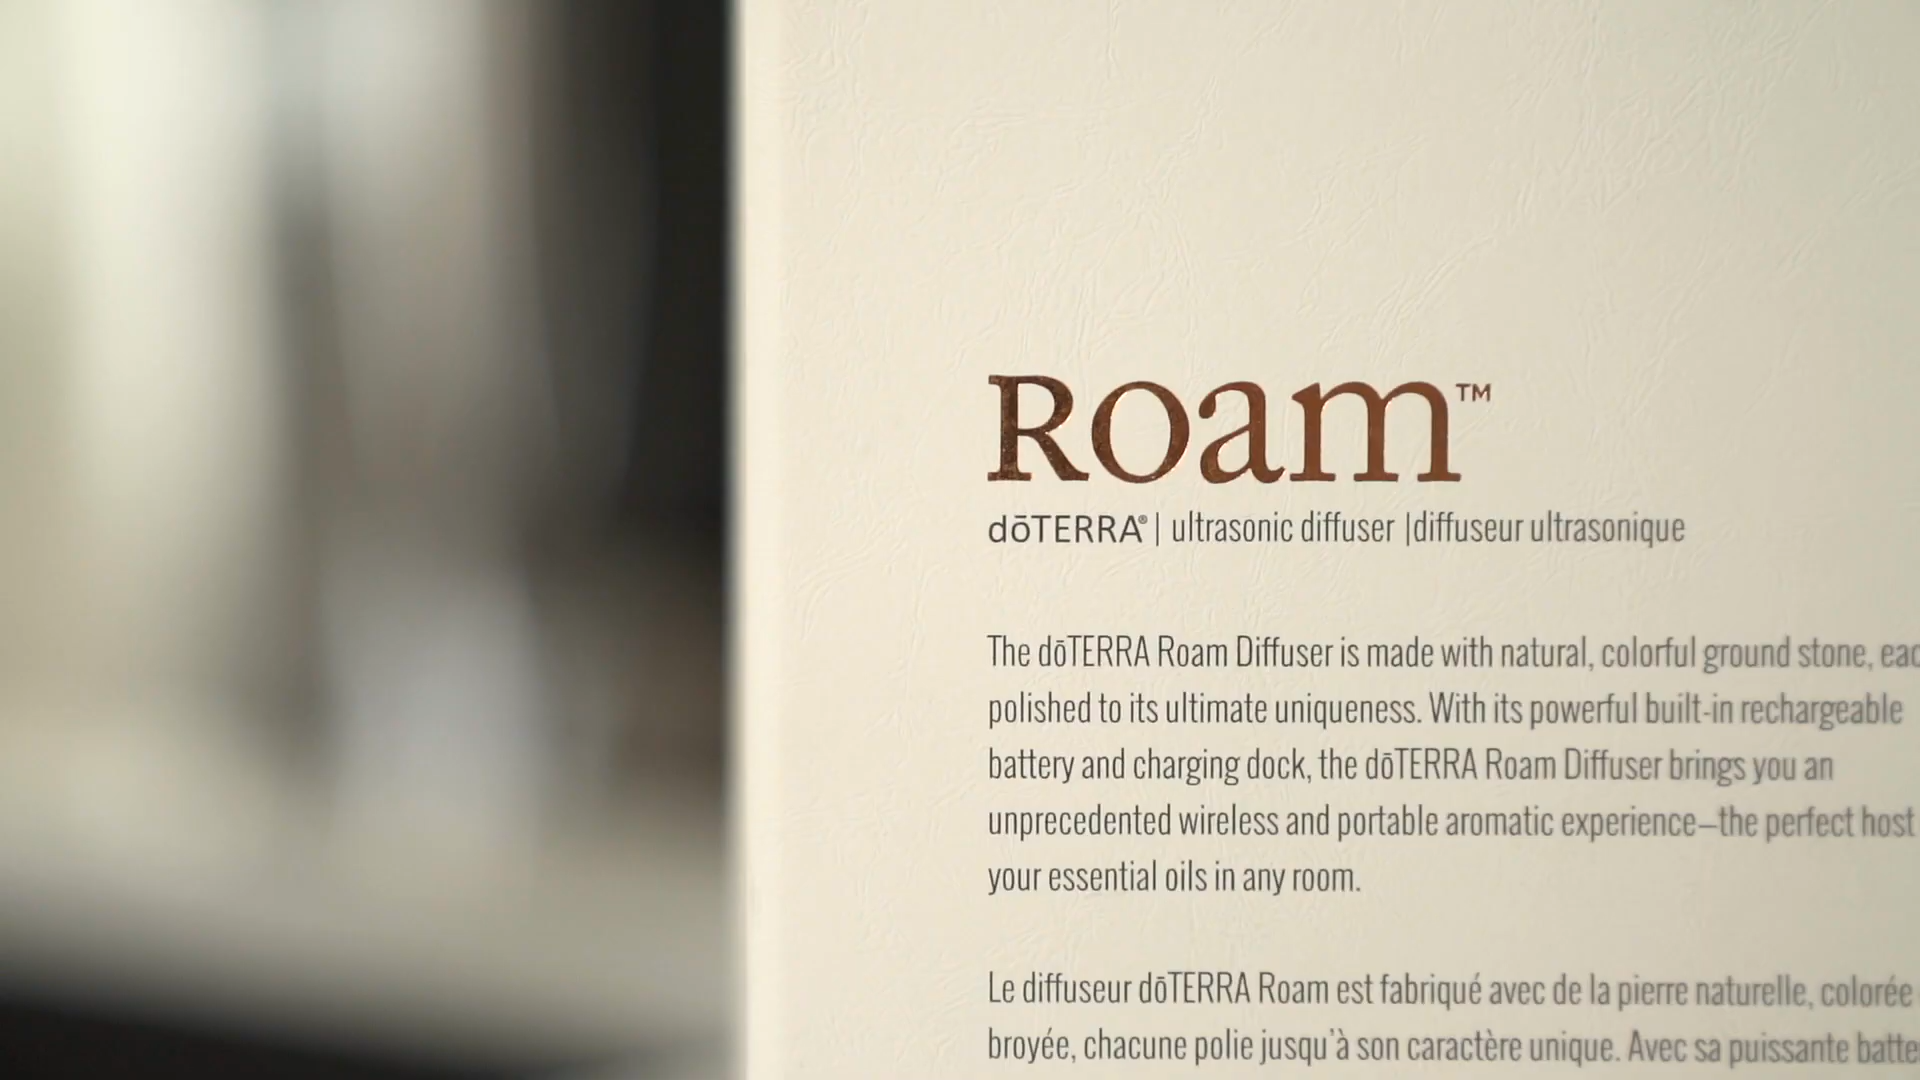 Roam™
dōTERRA® | ultrasonic diffuser | diffuseur ultrasonique
The dōTERRA Roam Diffuser is made with natural, colorful ground stone,
polished to its ultimate uniqueness. With its powerful built-in rechargeable
battery and charging dock, the dōTERRA Roam Diffuser brings you an
unprecedented wireless and portable aromatic experience—the perfect host
your essential oils in any room.
Le diffuseur dōTERRA Roam est fabriqué avec de la pierre naturelle, colorée
broyée, chacune polie jusqu'à son caractère unique. Avec sa puissante